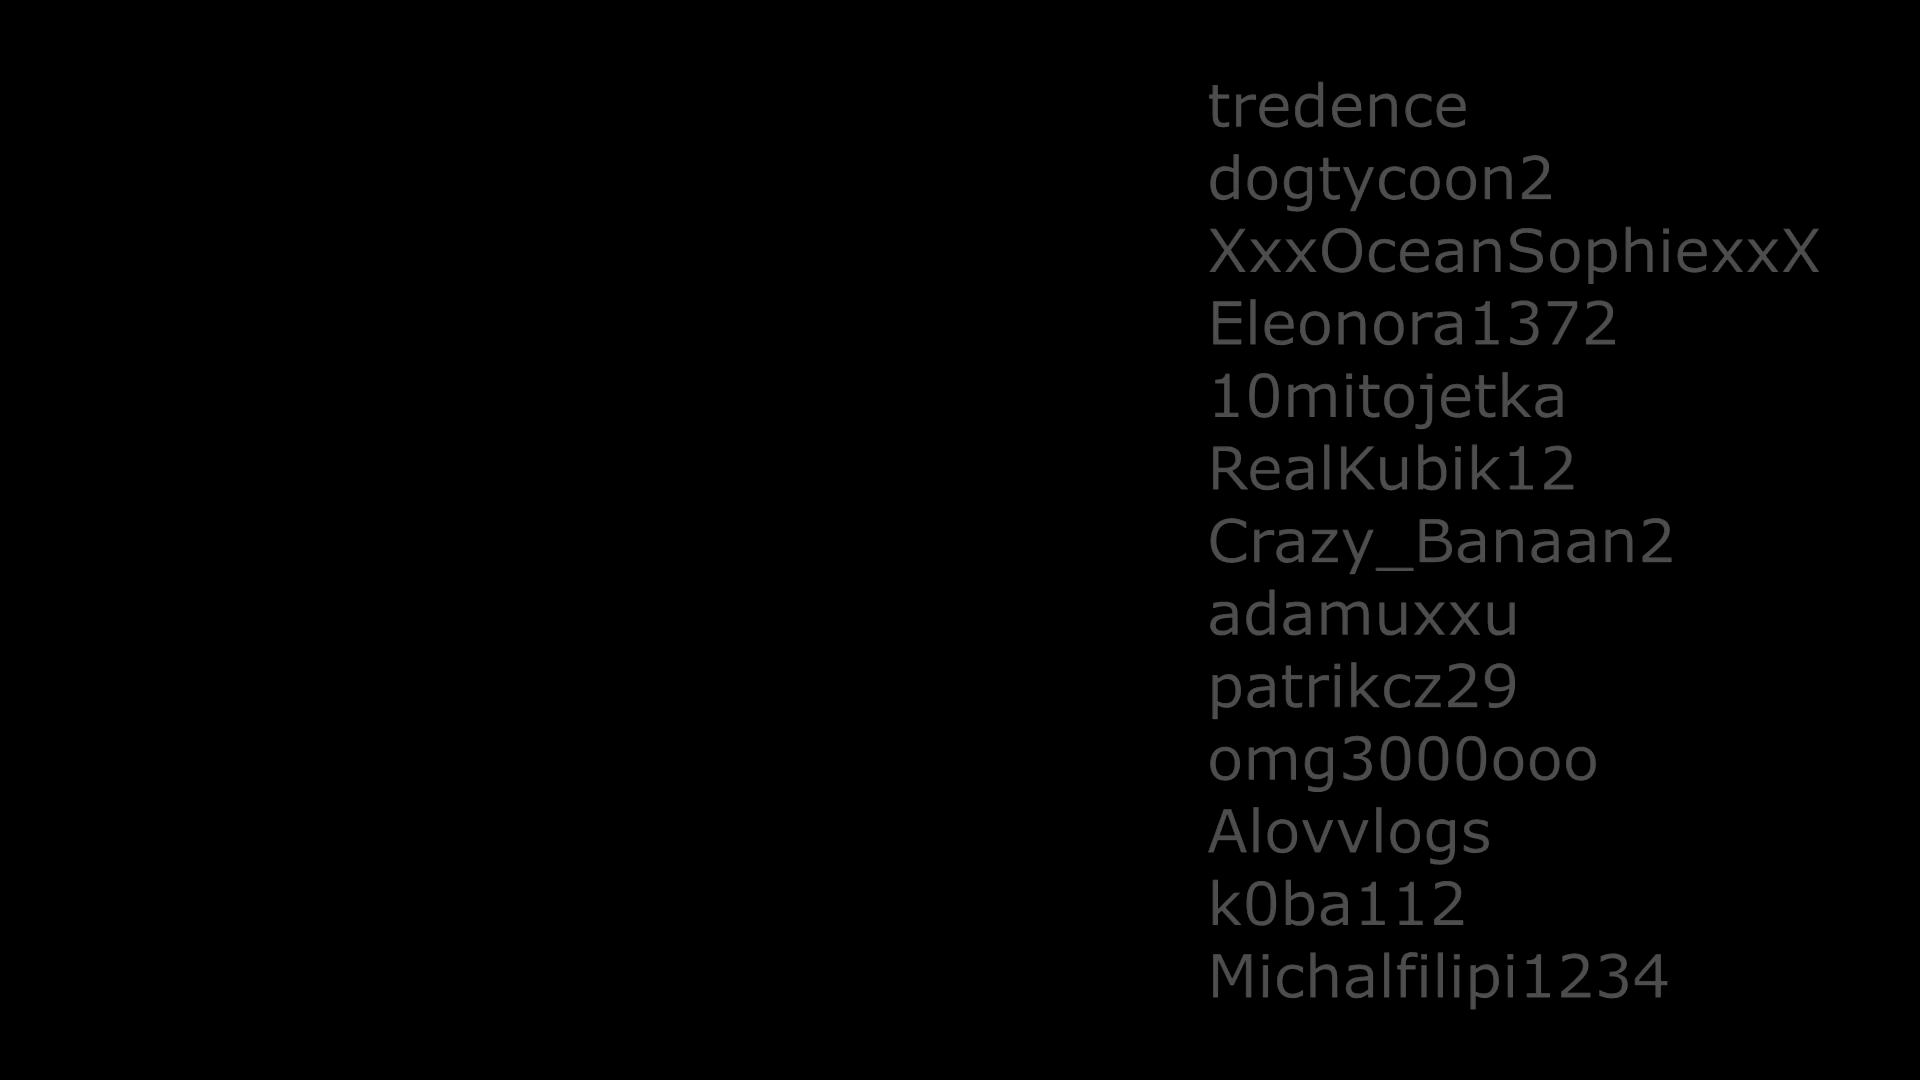 tredence
dogtycoon2
XxxOceanSophiexxX
Eleonora1372
10mitojetka
RealKubik12
Crazy_Banaan2
adamuxxu
patrikcz29
omg3000ooo
Alovvlogs
k0ba112
Michalfilipi1234